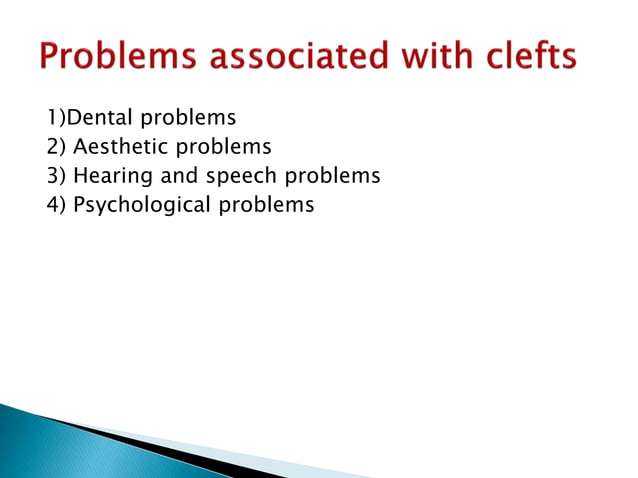 Problems associated with clefts
1)Dental problems
2) Aesthetic problems
3) Hearing and speech problems
4) Psychological problems